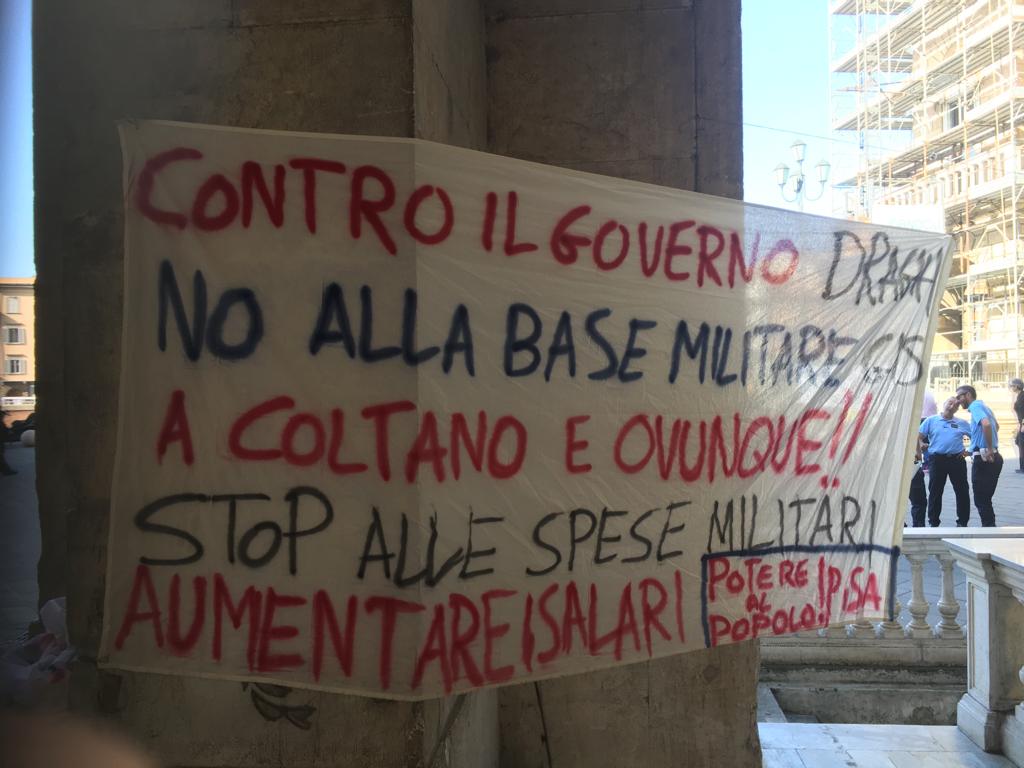 CONTRO IL GOVERNO DRAGHI
NO ALLA BASE MILITARE GIS
A COLTANO E OVUNQUE!!
STOP ALLE SPESE MILITARI
AUMENTARE I SALARI
POTERE
AL
POPOLO! PISA